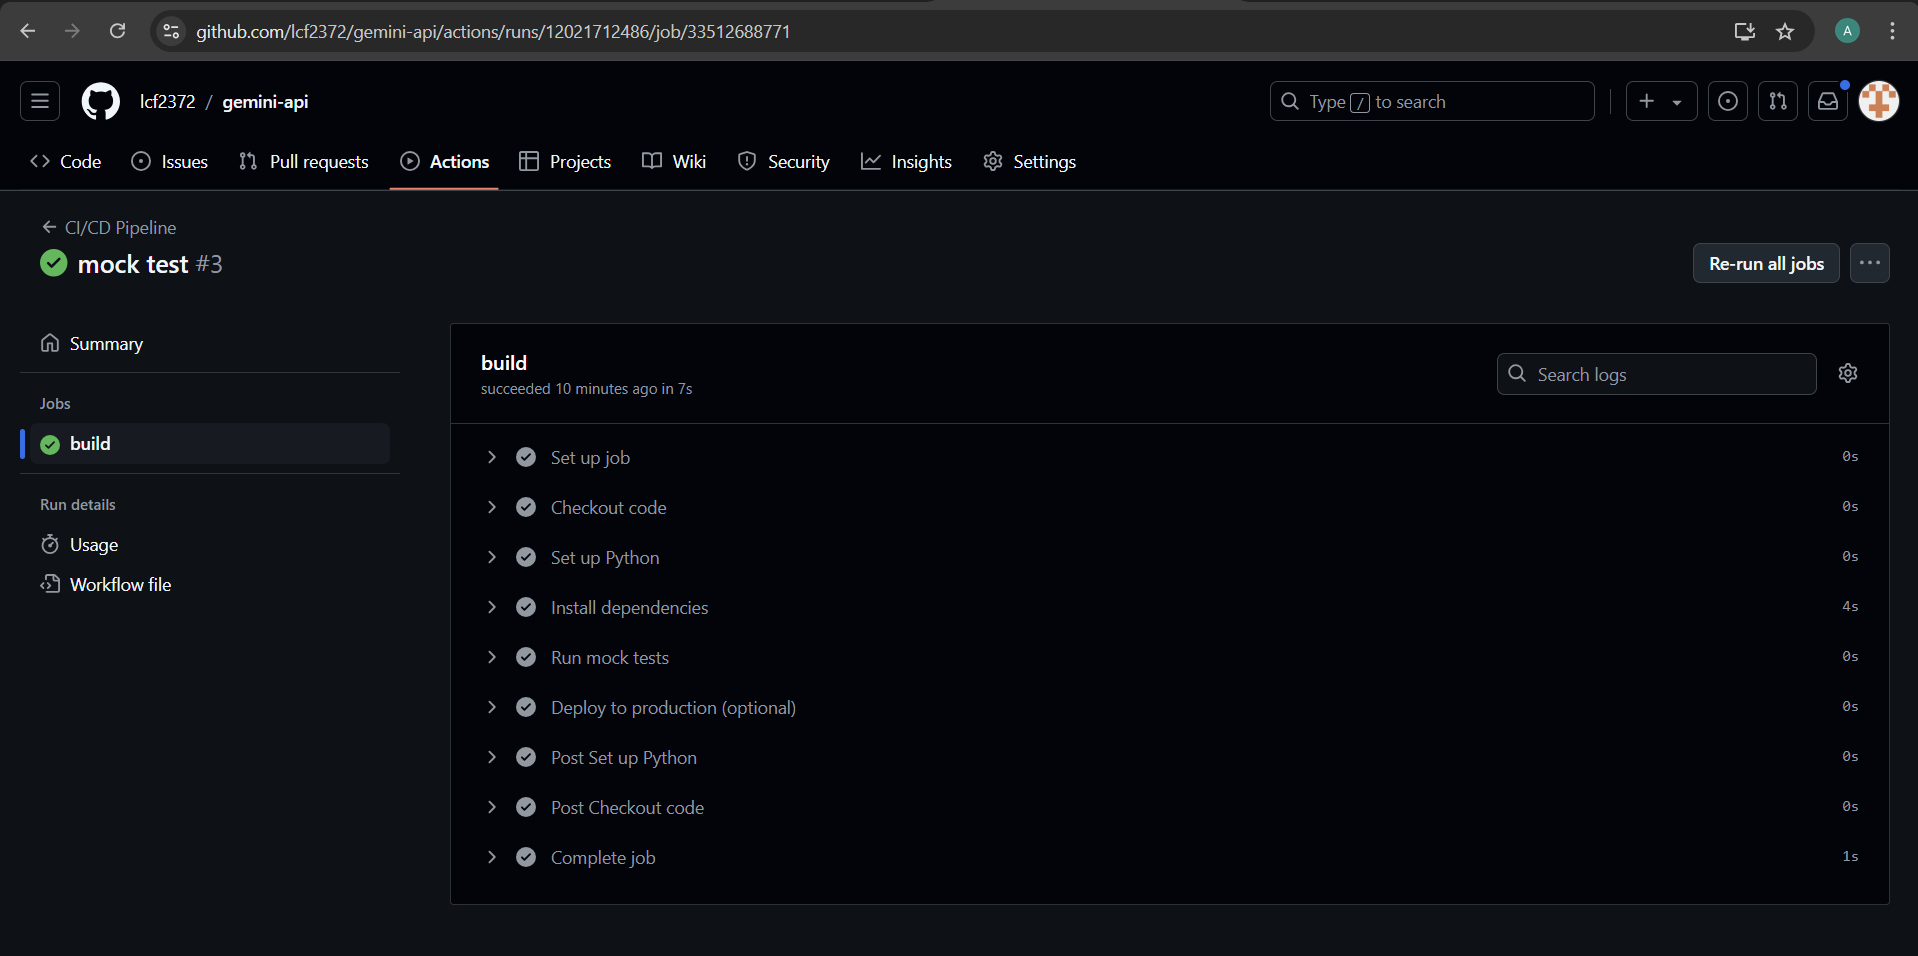 github.com/lcf2372/gemini-api/actions/runs/12021712486/job/33512688771
A
lcf2372 / gemini-api
Type / to search
Code Issues Pull requests Actions Projects Wiki Security Insights Settings
CI/CD Pipeline
mock test #3
Re-run all jobs
Summary
Jobs
build
Run details
Usage
Workflow file
build
succeeded 10 minutes ago in 7s
Search logs
Set up job 0s
Checkout code 0s
Set up Python 0s
Install dependencies 4s
Run mock tests 0s
Deploy to production (optional) 0s
Post Set up Python 0s
Post Checkout code 0s
Complete job 1s